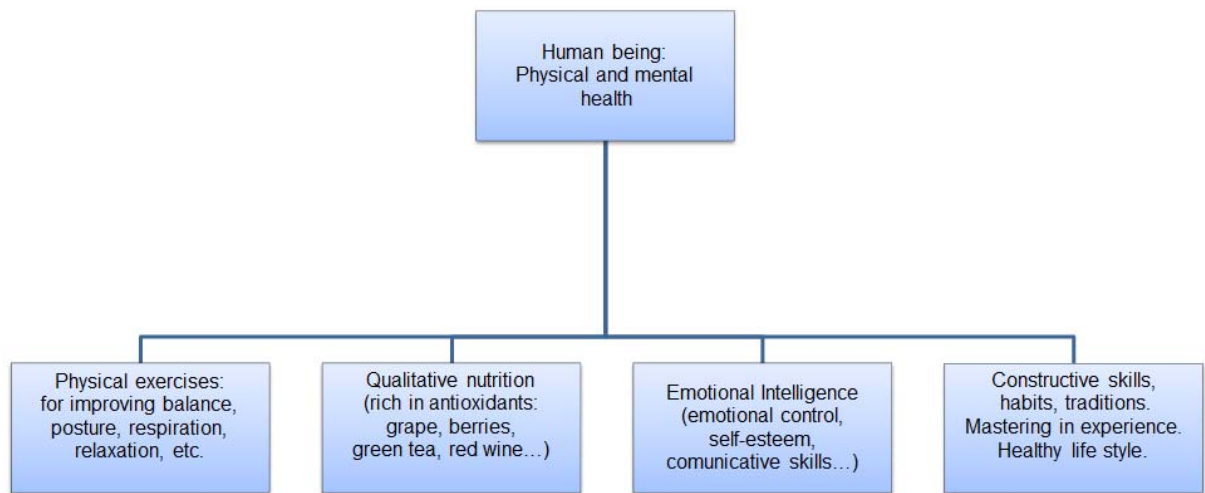 Human being:
Physical and mental
health
Physical exercises:
for improving balance,
posture, respiration,
relaxation, etc.
Qualitative nutrition
(rich in antioxidants:
grape, berries,
green tea, red wine…)
Emotional Intelligence
(emotional control,
self-esteem,
comunicative skills…)
Constructive skills,
habits, traditions.
Mastering in experience.
Healthy life style.